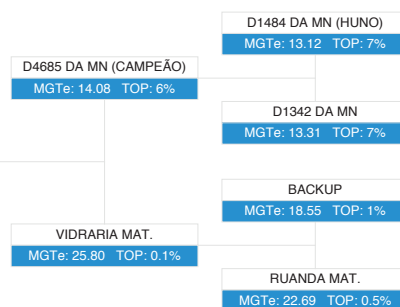 D1484 DA MN (HUNO)
MGTe: 13.12 TOP: 7%
D4685 DA MN (CAMPEÃO)
MGTe: 14.08 TOP: 6%
D1342 DA MN
MGTe: 13.31 TOP: 7%
BACKUP
MGTe: 18.55 TOP: 1%
VIDRARIA MAT.
MGTe: 25.80 TOP: 0.1%
RUANDA MAT.
MGTe: 22.69 TOP: 0.5%